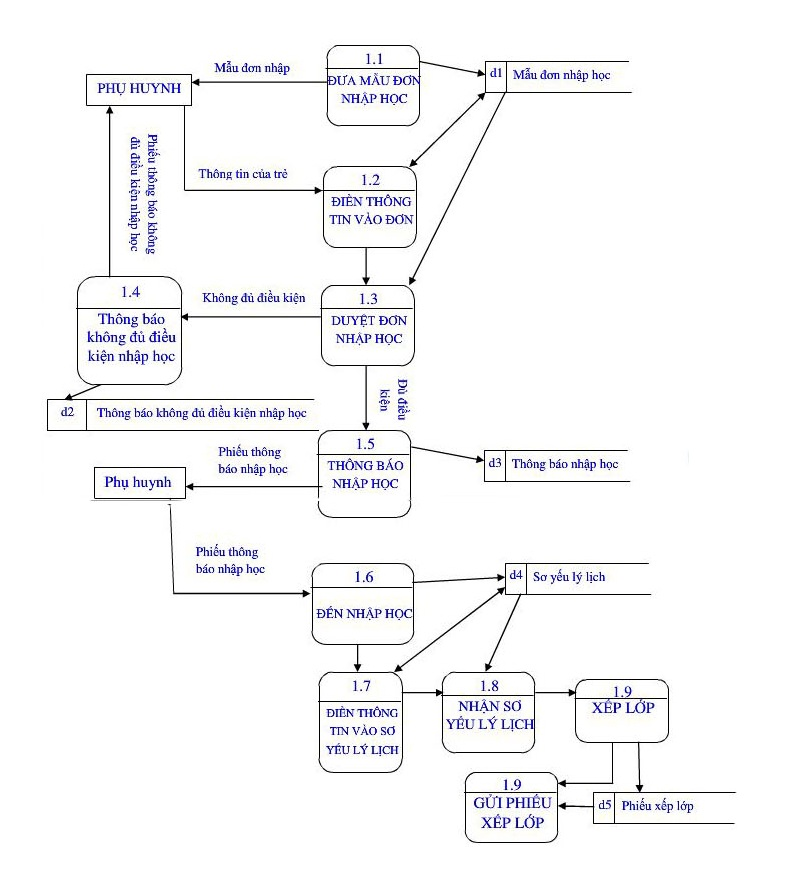 1.1
ĐƯA MẪU ĐƠN
NHẬP HỌC
Mẫu đơn nhập
PHỤ HUYNH
d1 Mẫu đơn nhập học
Phiếu thông báo không
đủ điều kiện nhập học
Thông tin của trẻ
1.2
ĐIỀN THÔNG
TIN VÀO ĐƠN
1.4
Thông báo
không đủ điều
kiện nhập học
Không đủ điều kiện
1.3
DUYỆT ĐƠN
NHẬP HỌC
d2 Thông báo không đủ điều kiện nhập học
Đủ điều
kiện
Phiếu thông
báo nhập học
1.5
THÔNG BÁO
NHẬP HỌC
d3 Thông báo nhập học
Phụ huynh
Phiếu thông
báo nhập học
1.6
ĐẾN NHẬP HỌC
d4 Sơ yếu lý lịch
1.7
ĐIỀN THÔNG
TIN VÀO SƠ
YẾU LÝ LỊCH
1.8
NHẬN SƠ
YẾU LÝ LỊCH
1.9
XẾP LỚP
1.9
GỬI PHIẾU
XẾP LỚP
d5 Phiếu xếp lớp